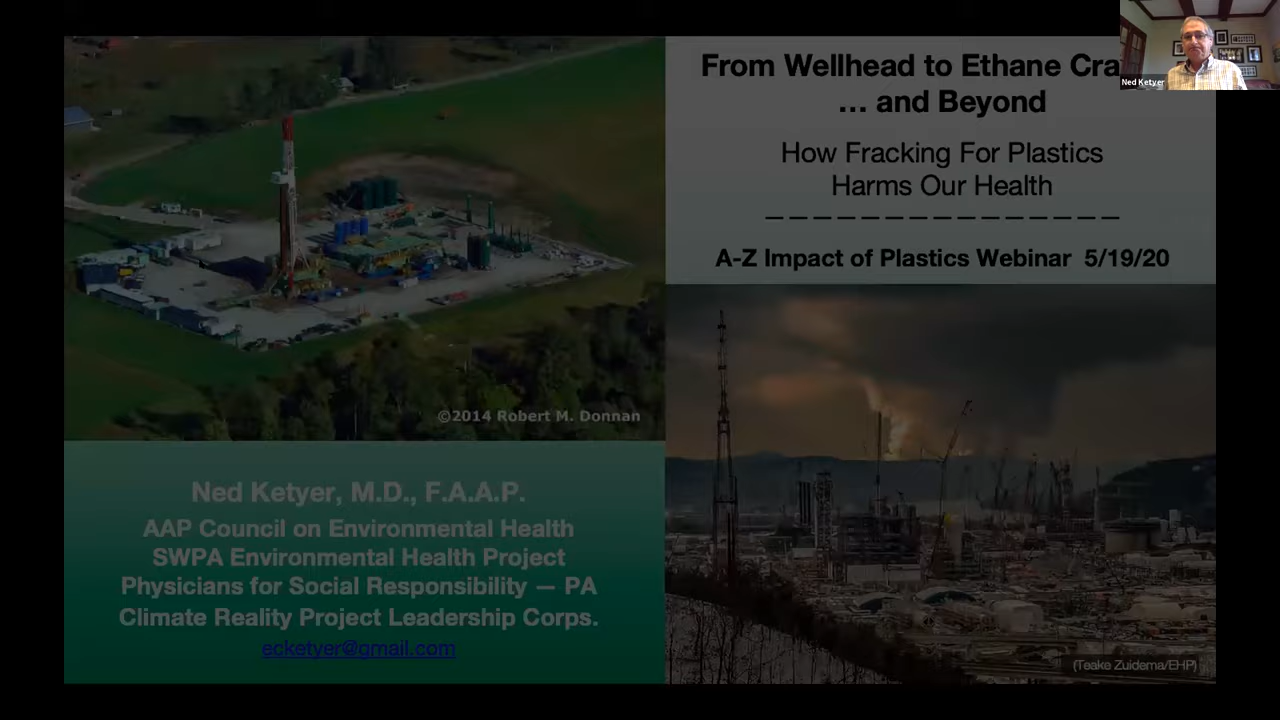 From Wellhead to Ethane Cra
... and Beyond
How Fracking For Plastics
Harms Our Health
A-Z Impact of Plastics Webinar 5/19/20
Ned Ketyer
©2014 Robert M. Donnan
Ned Ketyer, M.D., F.A.A.P.
AAP Council on Environmental Health
SWPA Environmental Health Project
Physicians for Social Responsibility — PA
Climate Reality Project Leadership Corps.
ecketyer@gmail.com
(Teake Zuidema/EHP)